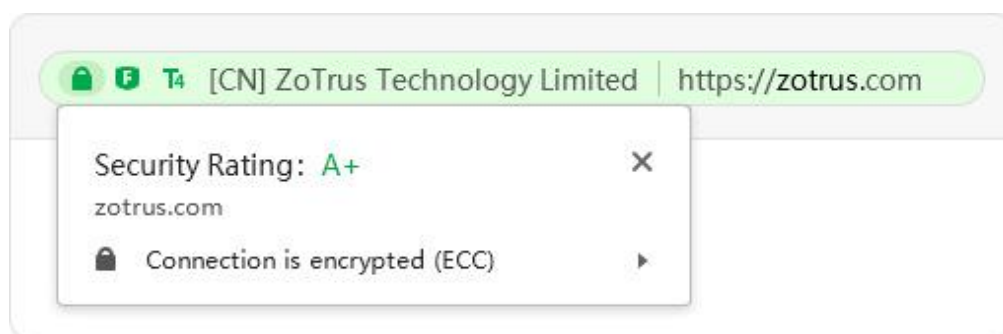 F T4 [CN] ZoTrus Technology Limited | https://zotrus.com
Security Rating: A+
zotrus.com
Connection is encrypted (ECC)